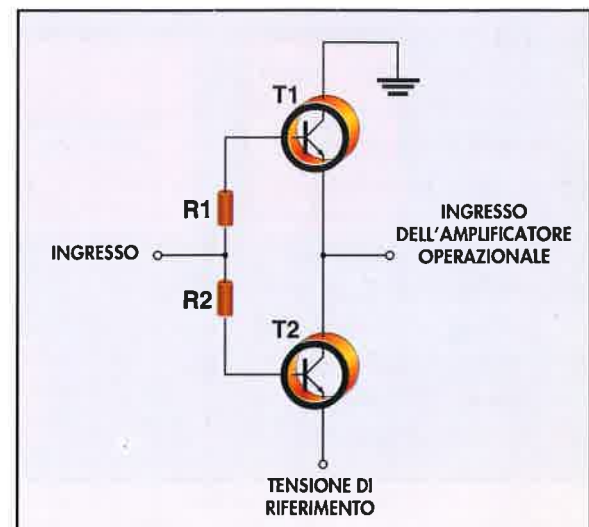 T1
R1
INGRESSO
R2
INGRESSO
DELL'AMPLIFICATORE
OPERAZIONALE
T2
TENSIONE DI
RIFERIMENTO